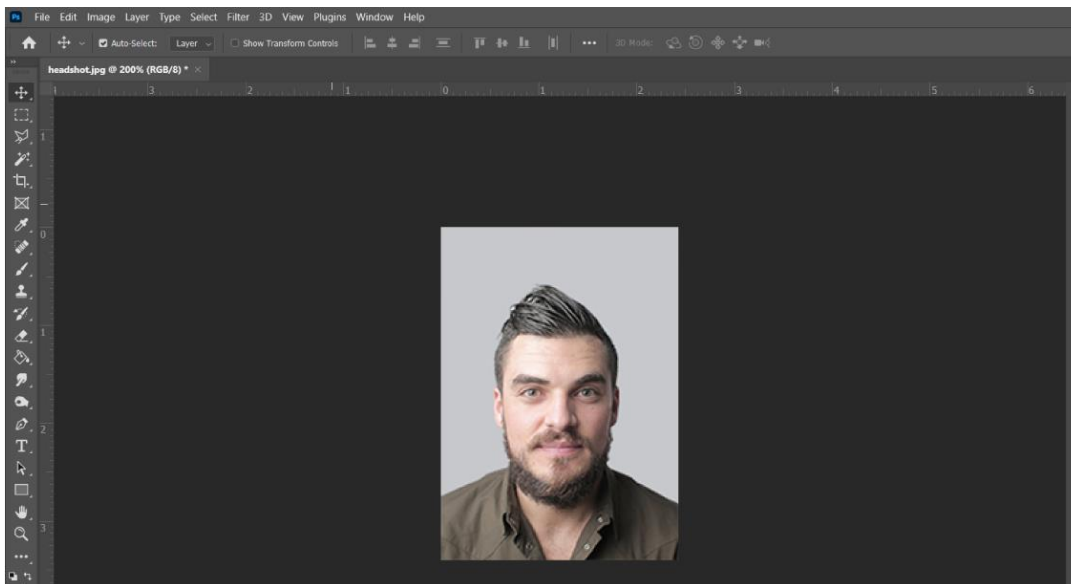 Ps File Edit Image Layer Type Select Filter 3D View Plugins Window Help
Auto-Select: Layer Show Transform Controls 3D Mode:
headshot.jpg @ 200% (RGB/8) *
3 2 1 0 1 2 3 4 5 6
1
0
1
2
3